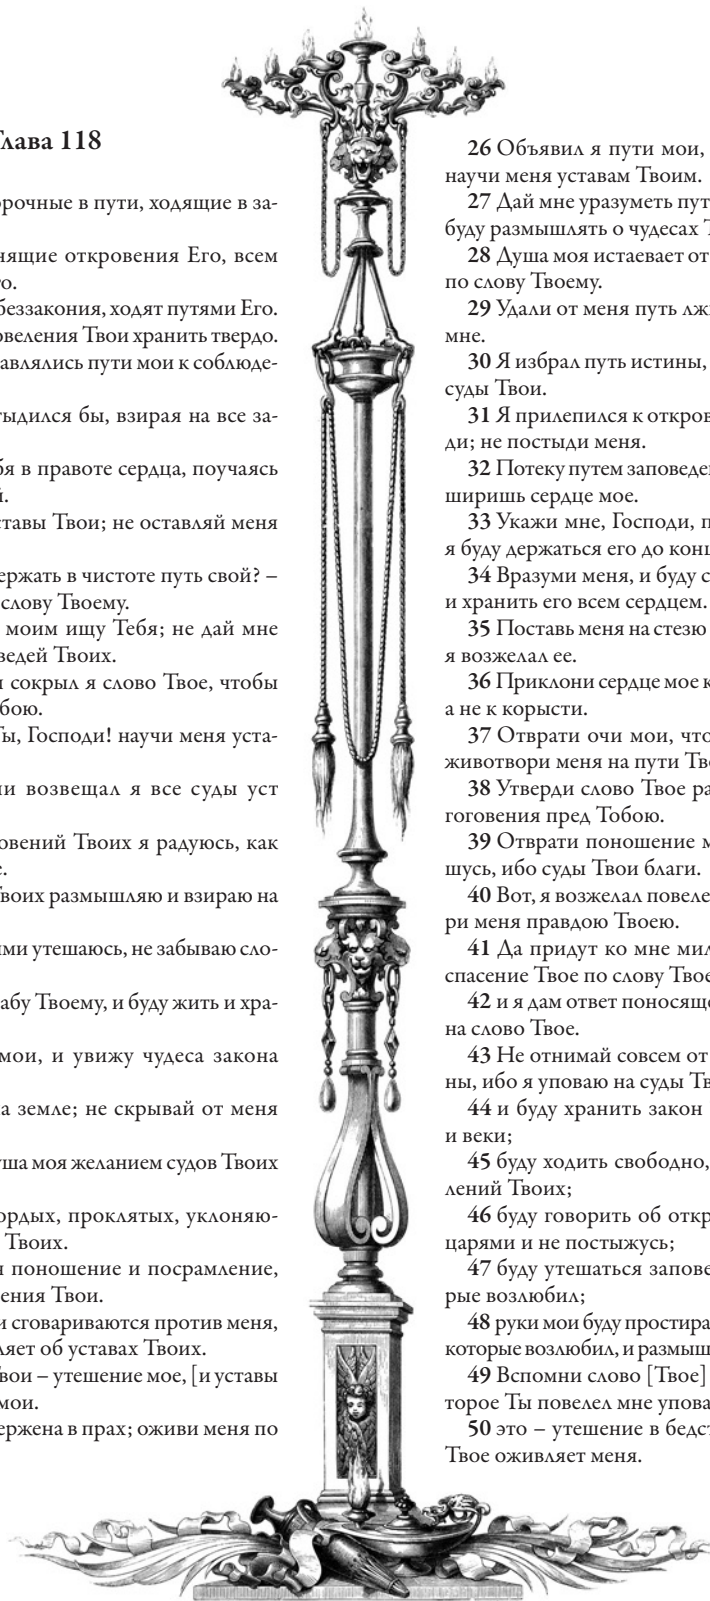 лава 118
рочные в пути, ходящие в за-
нящие откровения Его, всем
го.
беззакония, ходят путями Его.
овеления Твои хранить твердо.
авлялись пути мои к соблюде-
тыдился бы, взирая на все за-
бя в правоте сердца, поучаясь
й.
ставы Твои; не оставляй меня
ержать в чистоте путь свой? –
слову Твоему.
моим ищу Тебя; не дай мне
ведей Твоих.
и сокрыл я слово Твое, чтобы
бою.
Ты, Господи! научи меня уста-
ми возвещал я все суды уст
овений Твоих я радуюсь, как
е.
Твоих размышляю и взираю на
ими утешаюсь, не забываю сло-
абу Твоему, и буду жить и хра-
мои, и увижу чудеса закона
а земле; не скрывай от меня
уша моя желанием судов Твоих
ордых, проклятых, уклоняю-
Твоих.
я поношение и посрамление,
ения Твои.
и сговариваются против меня,
ляет об уставах Твоих.
вои – утешение мое, [и уставы
мои.
ержена в прах; оживи меня по
26 Объявил я пути мои,
научи меня уставам Твоим.
27 Дай мне уразуметь пут
буду размышлять о чудесах Т
28 Душа моя истаевает от
по слову Твоему.
29 Удали от меня путь лж
мне.
30 Я избрал путь истины,
суды Твои.
31 Я прилепился к откров
ди; не постыди меня.
32 Потеку путем заповеде
ширишь сердце мое.
33 Укажи мне, Господи, п
я буду держаться его до конц
34 Вразуми меня, и буду с
и хранить его всем сердцем.
35 Поставь меня на стезю
я возжелал ее.
36 Приклони сердце мое к
а не к корысти.
37 Отврати очи мои, что
животвори меня на пути Тво
38 Утверди слово Твое ра
гоговения пред Тобою.
39 Отврати поношение м
шусь, ибо суды Твои благи.
40 Вот, я возжелал повеле
ри меня правдою Твоею.
41 Да придут ко мне мил
спасение Твое по слову Твое
42 и я дам ответ поносяще
на слово Твое.
43 Не отнимай совсем от
ны, ибо я уповаю на суды Тв
44 и буду хранить закон
и веки;
45 буду ходить свободно,
лений Твоих;
46 буду говорить об откр
царями и не постыжусь;
47 буду утешаться запове
рые возлюбил;
48 руки мои буду простира
которые возлюбил, и размыш
49 Вспомни слово [Твое]
торое Ты повелел мне упова
50 это – утешение в бедст
Твое оживляет меня.